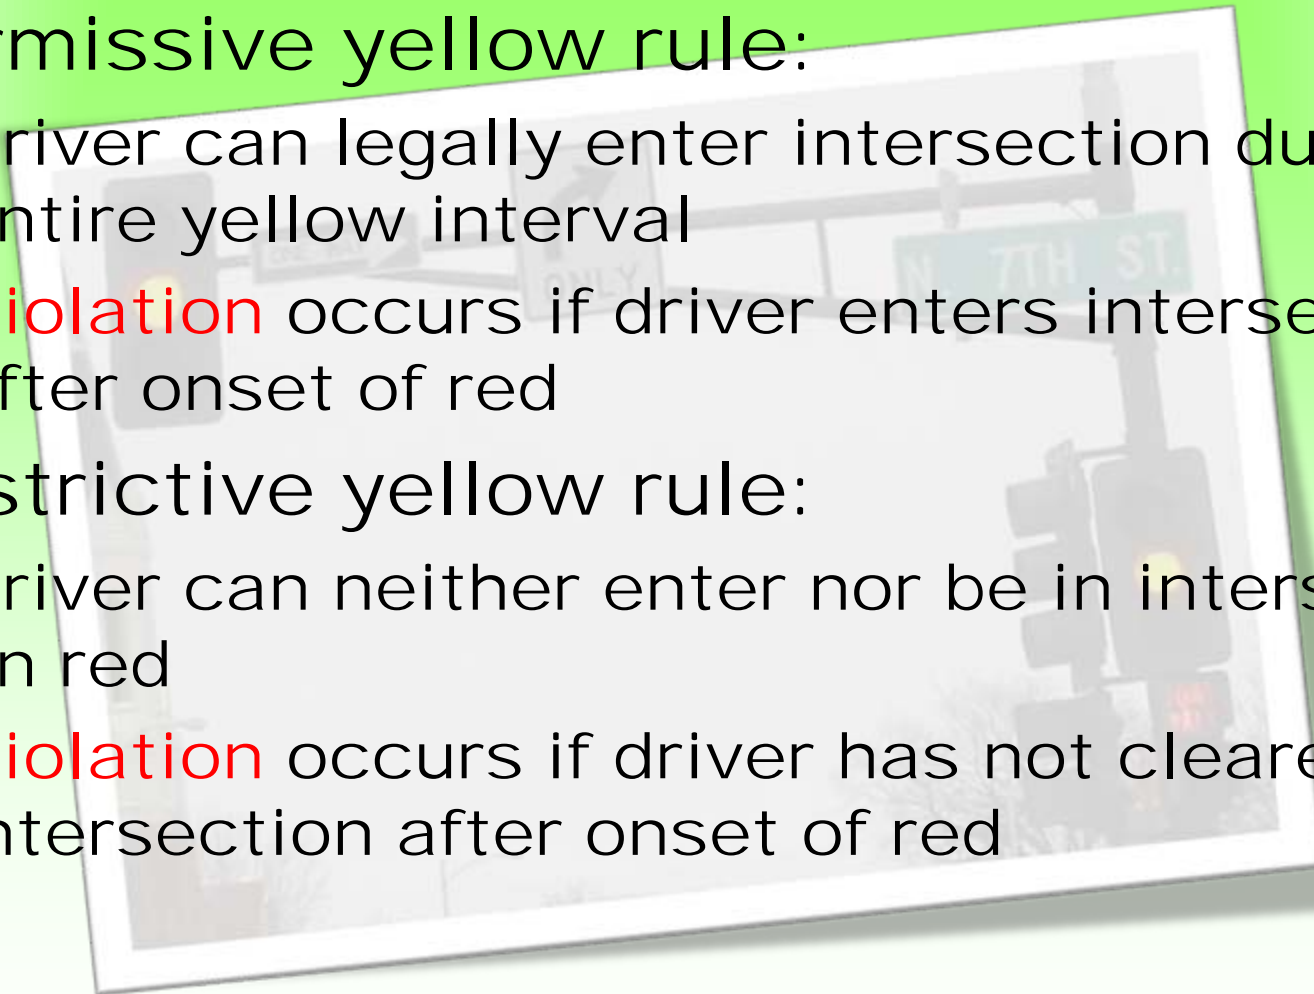 rmissive yellow rule:
river can legally enter intersection du
ntire yellow interval
iolation occurs if driver enters interse
fter onset of red
strictive yellow rule:
river can neither enter nor be in inters
n red
iolation occurs if driver has not cleare
ntersection after onset of red
ONE WAY
ONLY
N. 7TH ST.